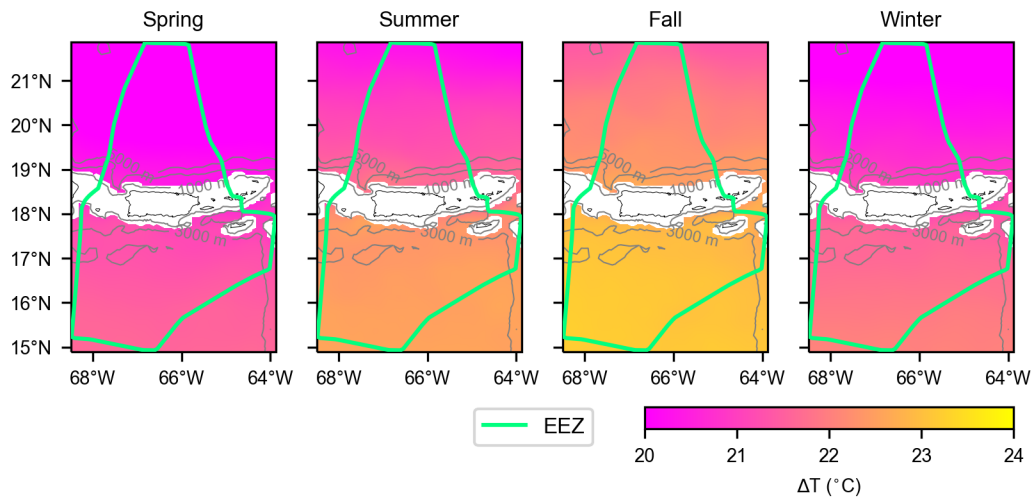 Spring Summer Fall Winter
21°N
20°N
5000 m 5000 m 5000 m 5000 m
19°N
1000 m 1000 m 1000 m 1000 m
18°N
3000 m 3000 m 3000 m 3000 m
17°N
16°N
15°N
68°W 66°W 64°W 68°W 66°W 64°W 68°W 66°W 64°W 68°W 66°W 64°W
EEZ
20 21 22 23 24
ΔT (°C)